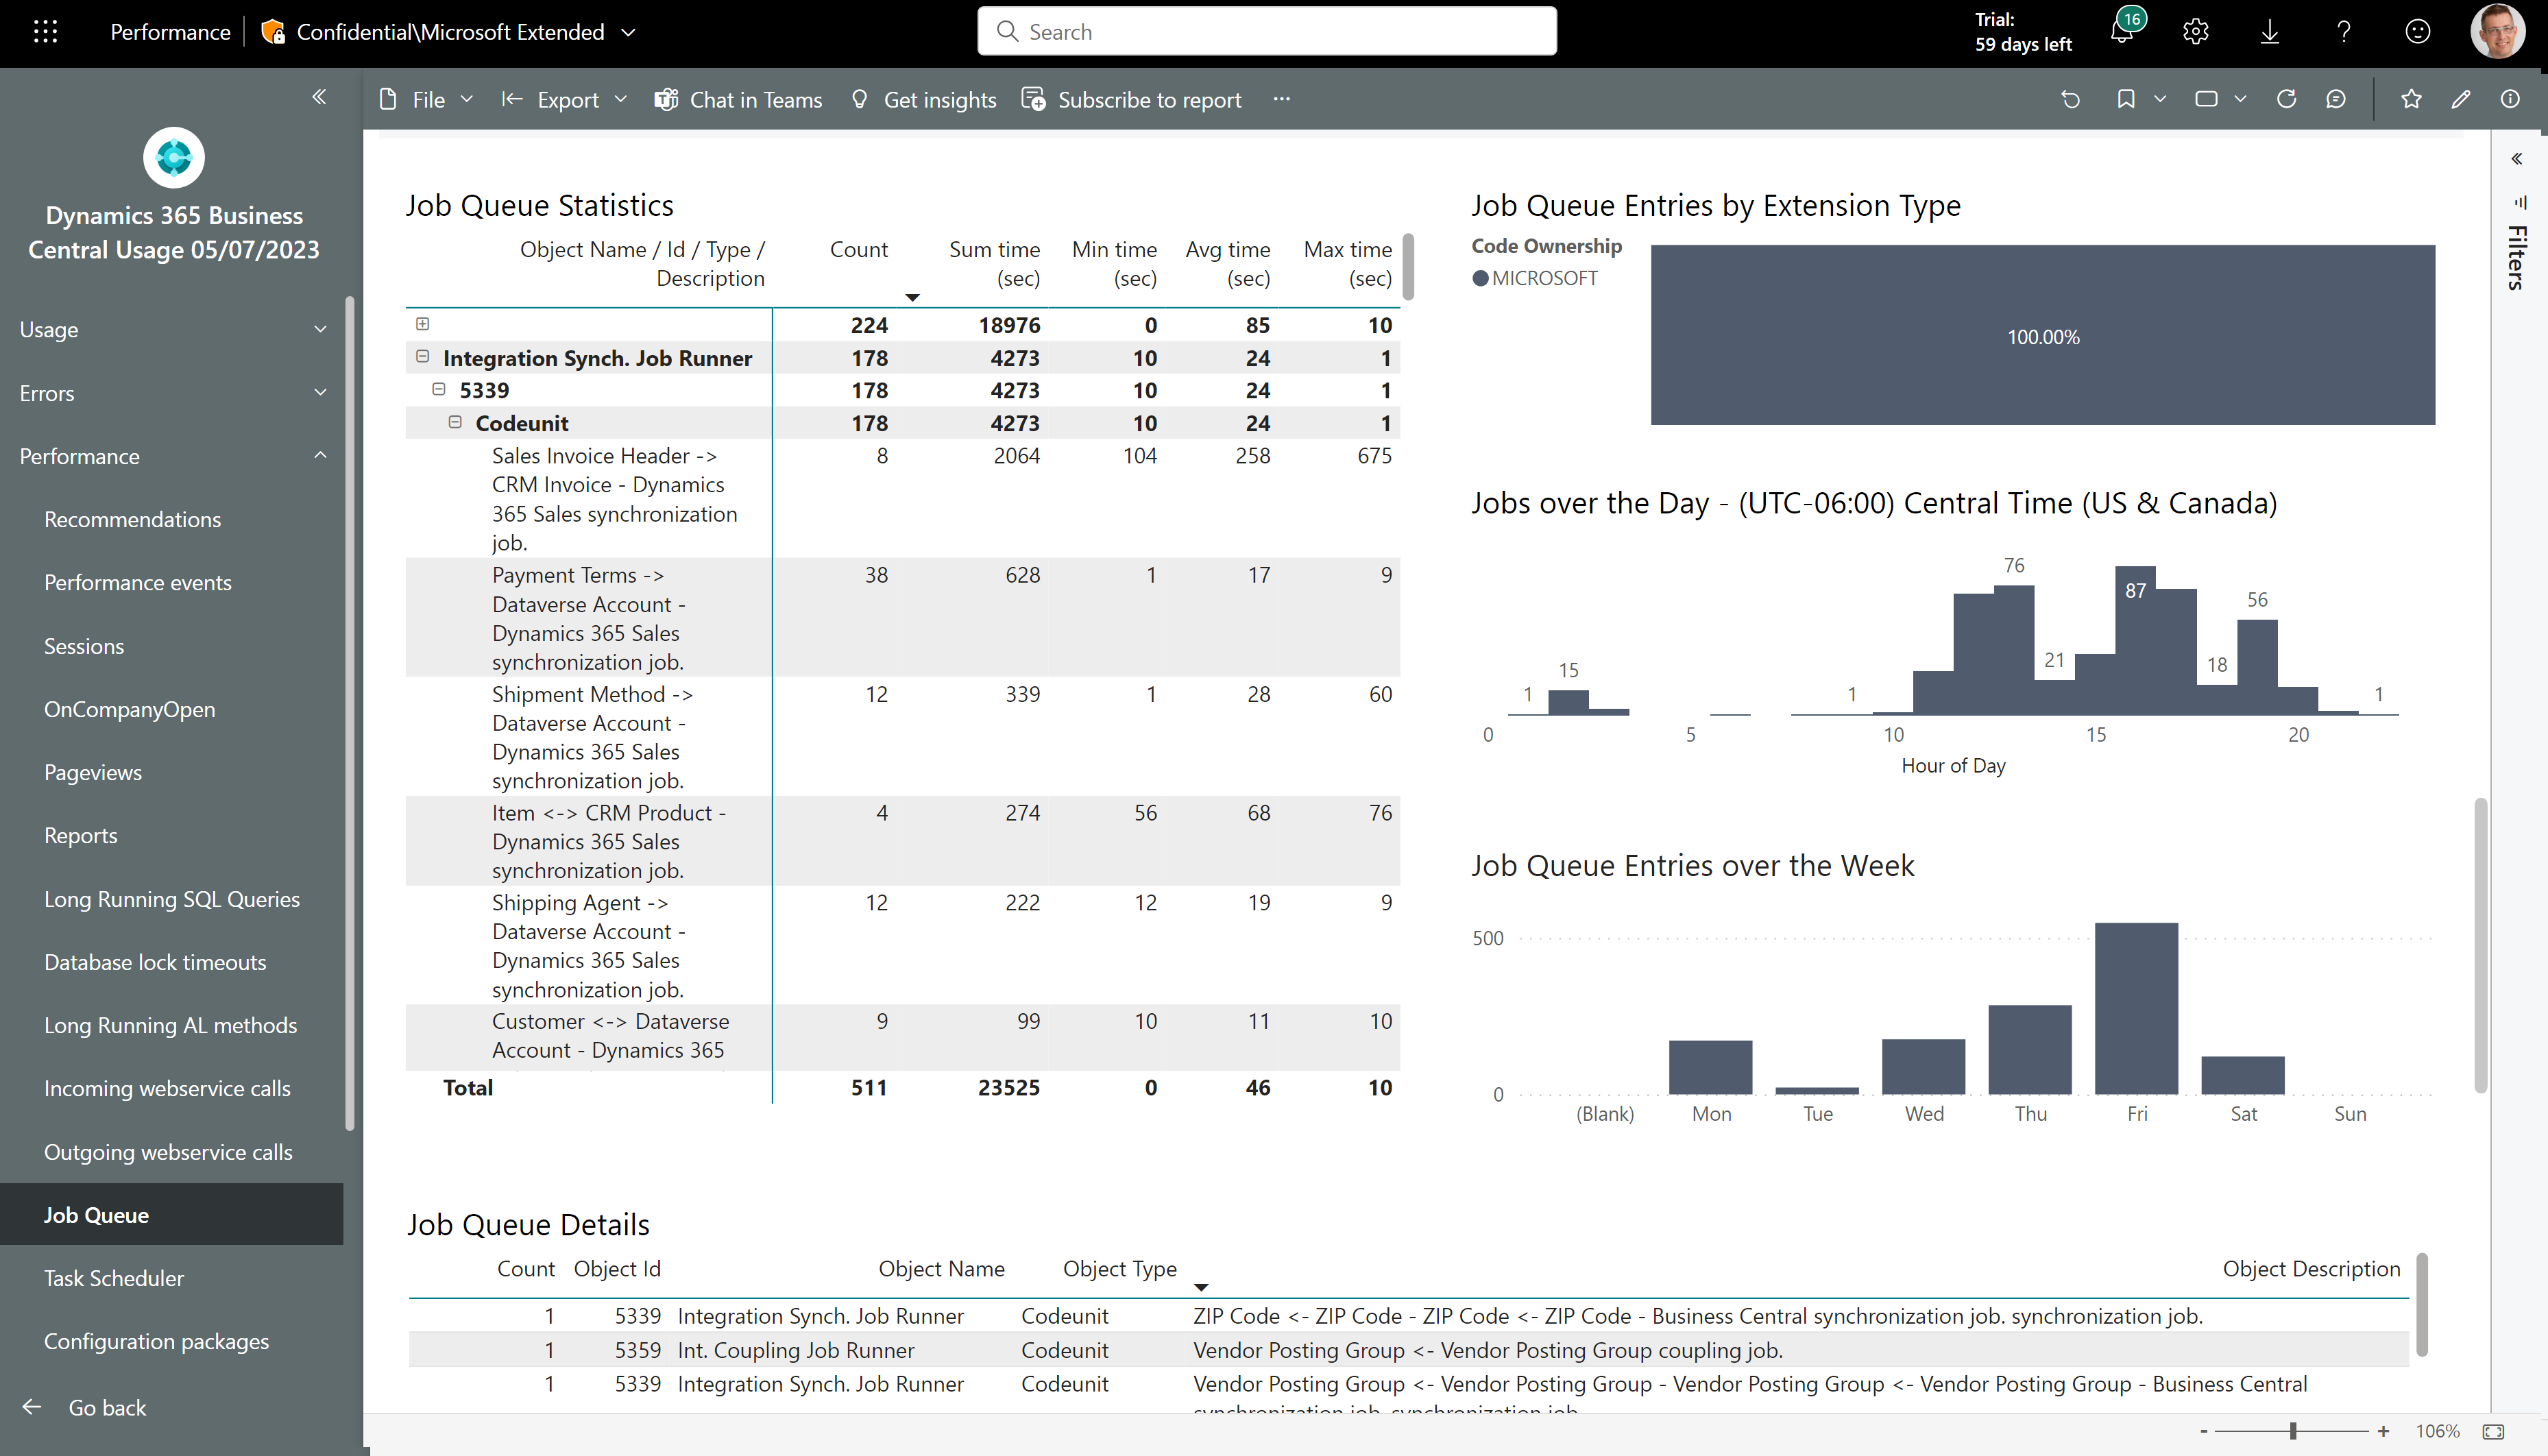 Performance
Confidential\Microsoft Extended
Search
Trial:
59 days left
16
File
Export
Chat in Teams
Get insights
Subscribe to report
Dynamics 365 Business
Central Usage 05/07/2023
Usage
Errors
Performance
Recommendations
Performance events
Sessions
OnCompanyOpen
Pageviews
Reports
Long Running SQL Queries
Database lock timeouts
Long Running AL methods
Incoming webservice calls
Outgoing webservice calls
Job Queue
Task Scheduler
Configuration packages
Go back
Job Queue Statistics
Object Name / Id / Type / Count Sum time Min time Avg time Max time
Description (sec) (sec) (sec) (sec)
224 18976 0 85 10
Integration Synch. Job Runner 178 4273 10 24 1
5339 178 4273 10 24 1
Codeunit 178 4273 10 24 1
Sales Invoice Header -> 8 2064 104 258 675
CRM Invoice - Dynamics
365 Sales synchronization
job.
Payment Terms -> 38 628 1 17 9
Dataverse Account -
Dynamics 365 Sales
synchronization job.
Shipment Method -> 12 339 1 28 60
Dataverse Account -
Dynamics 365 Sales
synchronization job.
Item <-> CRM Product - 4 274 56 68 76
Dynamics 365 Sales
synchronization job.
Shipping Agent -> 12 222 12 19 9
Dataverse Account -
Dynamics 365 Sales
synchronization job.
Customer <-> Dataverse 9 99 10 11 10
Account - Dynamics 365
Total 511 23525 0 46 10
Job Queue Entries by Extension Type
Code Ownership
MICROSOFT
100.00%
Jobs over the Day - (UTC-06:00) Central Time (US & Canada)
1 15 1 76 21 87 18 56 1
0 5 10 15 20
Hour of Day
Job Queue Entries over the Week
500
0
(Blank) Mon Tue Wed Thu Fri Sat Sun
Filters
Job Queue Details
Count Object Id Object Name Object Type Object Description
1 5339 Integration Synch. Job Runner Codeunit ZIP Code <- ZIP Code - ZIP Code <- ZIP Code - Business Central synchronization job. synchronization job.
1 5359 Int. Coupling Job Runner Codeunit Vendor Posting Group <- Vendor Posting Group coupling job.
1 5339 Integration Synch. Job Runner Codeunit Vendor Posting Group <- Vendor Posting Group - Vendor Posting Group <- Vendor Posting Group - Business Central
synchronization job. synchronization job.
- + 106%